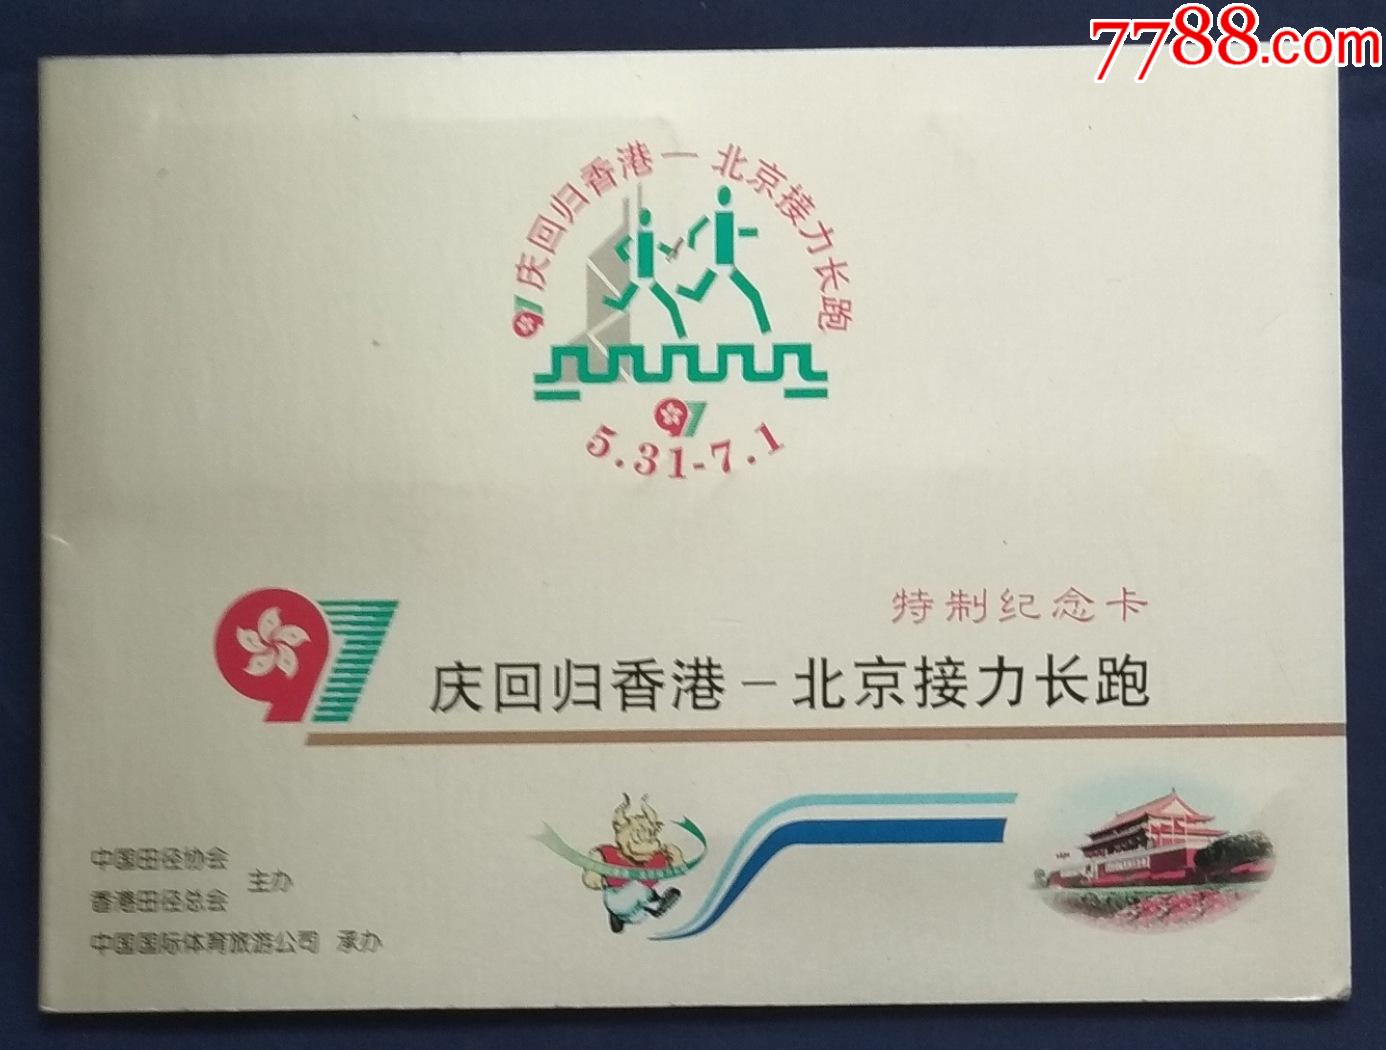 7788.com
97庆回归香港一北京接力长跑
97
5.31-7.1
特制纪念卡
97庆回归香港－北京接力长跑
中国田径协会
香港田径总会 主办
中国国际体育旅游公司 承办